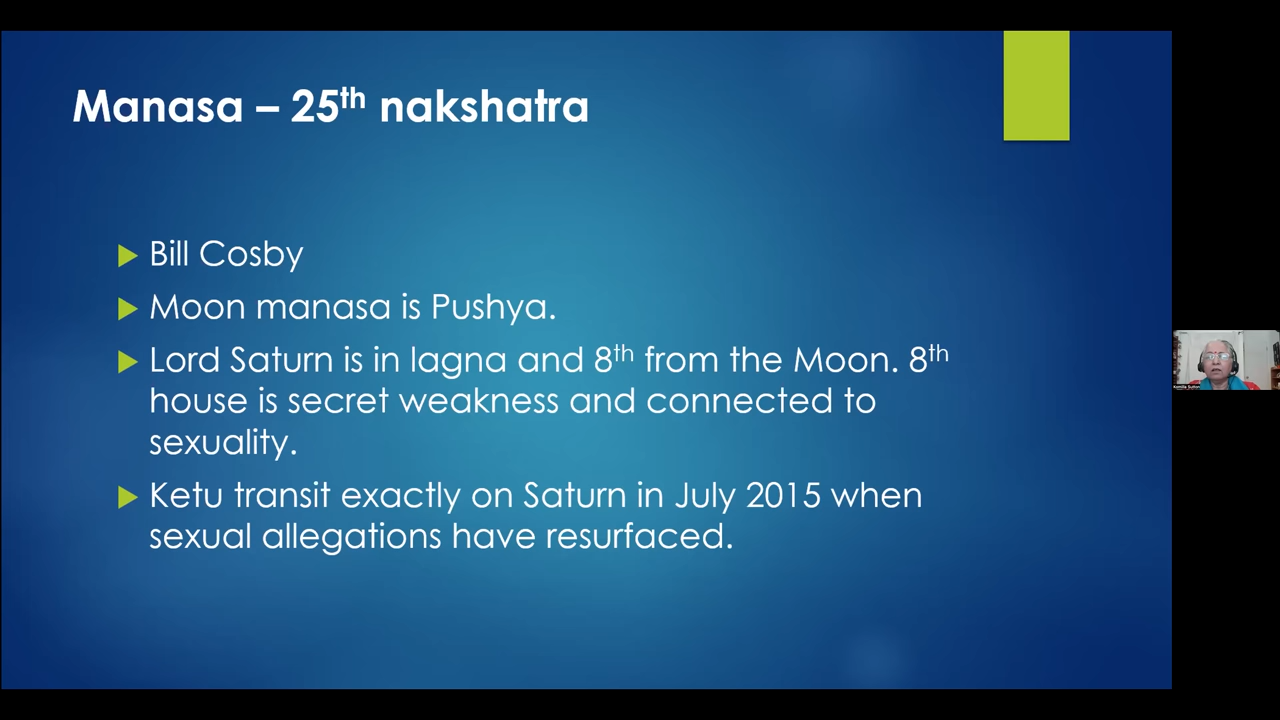 Manasa – 25th nakshatra
Bill Cosby
Moon manasa is Pushya.
Lord Saturn is in lagna and 8th from the Moon. 8th
house is secret weakness and connected to
sexuality.
Ketu transit exactly on Saturn in July 2015 when
sexual allegations have resurfaced.
Komilla Sutton